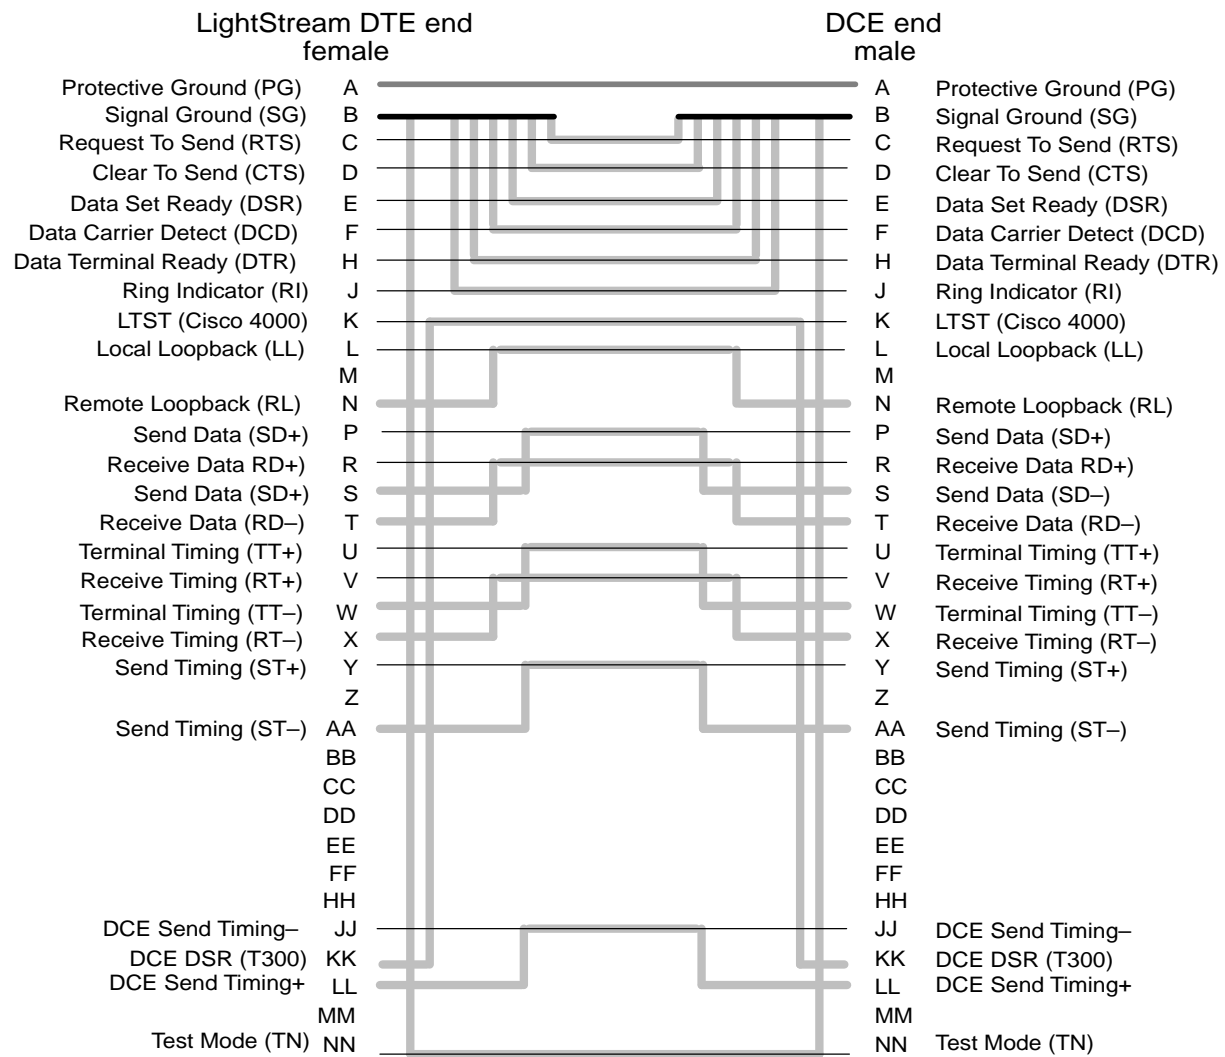 LightStream DTE end DCE end
female male
Protective Ground (PG) A A Protective Ground (PG)
Signal Ground (SG) B B Signal Ground (SG)
Request To Send (RTS) C C Request To Send (RTS)
Clear To Send (CTS) D D Clear To Send (CTS)
Data Set Ready (DSR) E E Data Set Ready (DSR)
Data Carrier Detect (DCD) F F Data Carrier Detect (DCD)
Data Terminal Ready (DTR) H H Data Terminal Ready (DTR)
Ring Indicator (RI) J J Ring Indicator (RI)
LTST (Cisco 4000) K K LTST (Cisco 4000)
Local Loopback (LL) L L Local Loopback (LL)
M M
Remote Loopback (RL) N N Remote Loopback (RL)
Send Data (SD+) P P Send Data (SD+)
Receive Data RD+) R R Receive Data RD+)
Send Data (SD+) S S Send Data (SD–)
Receive Data (RD–) T T Receive Data (RD–)
Terminal Timing (TT+) U U Terminal Timing (TT+)
Receive Timing (RT+) V V Receive Timing (RT+)
Terminal Timing (TT–) W W Terminal Timing (TT–)
Receive Timing (RT–) X X Receive Timing (RT–)
Send Timing (ST+) Y Y Send Timing (ST+)
Z Z
Send Timing (ST–) AA AA Send Timing (ST–)
BB BB
CC CC
DD DD
EE EE
FF FF
HH HH
DCE Send Timing– JJ JJ DCE Send Timing–
DCE DSR (T300) KK KK DCE DSR (T300)
DCE Send Timing+ LL LL DCE Send Timing+
MM MM
Test Mode (TN) NN NN Test Mode (TN)